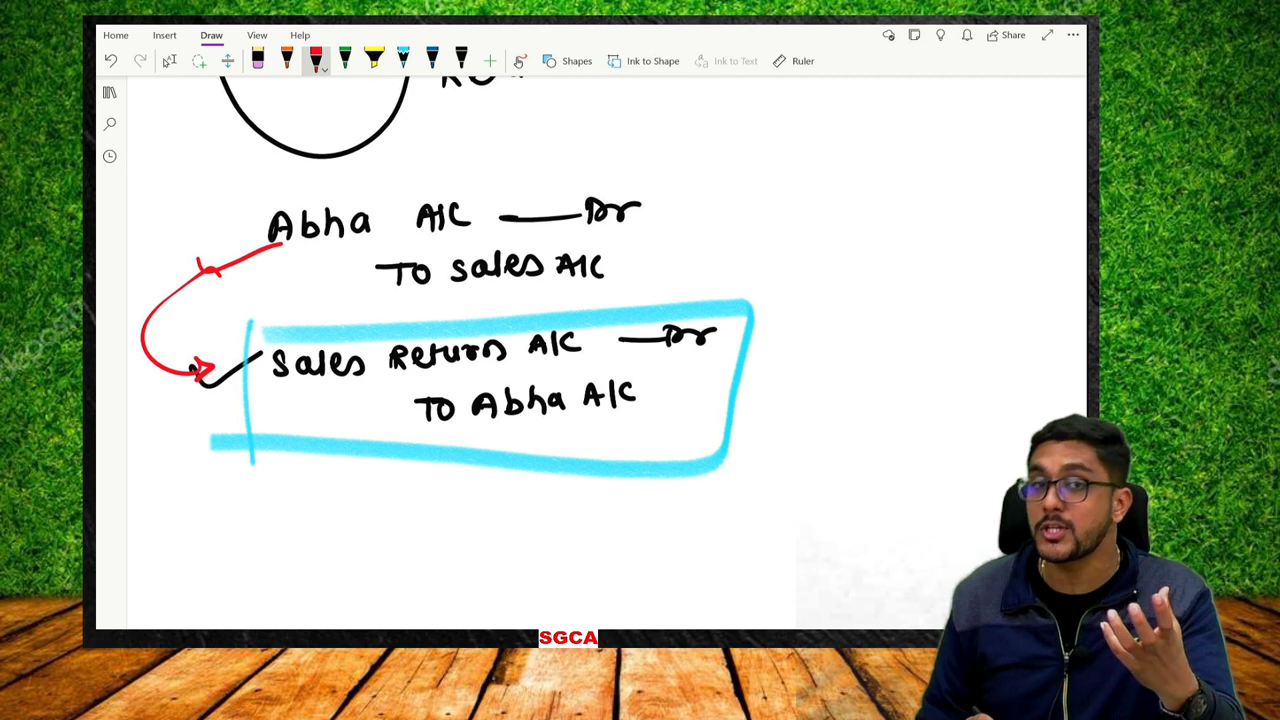 Home Insert Draw View Help Share
Shapes Ink to Shape Ink to Text Ruler
Abha A/C Dr
To Sales A/C
Sales Return A/C Dr
To Abha A/C
SGCA